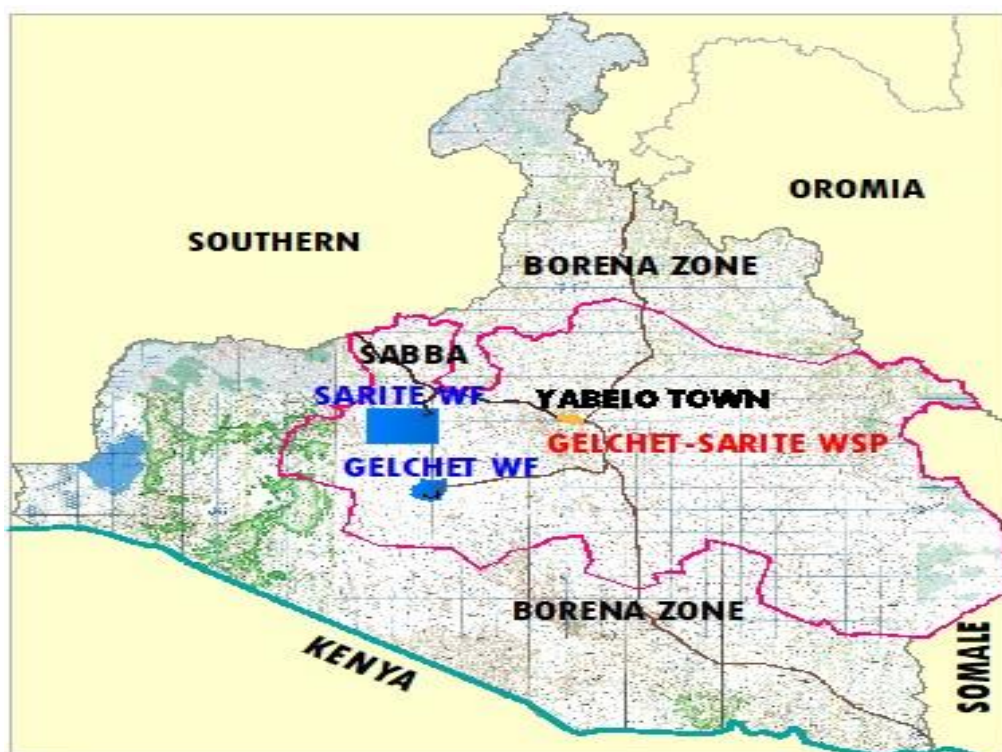 OROMIA
SOUTHERN
BORENA ZONE
SABBA
SARITE WF
YABELO TOWN
GELCHET-SARITE WSP
GELCHET WF
BORENA ZONE
KENYA
SOMALE